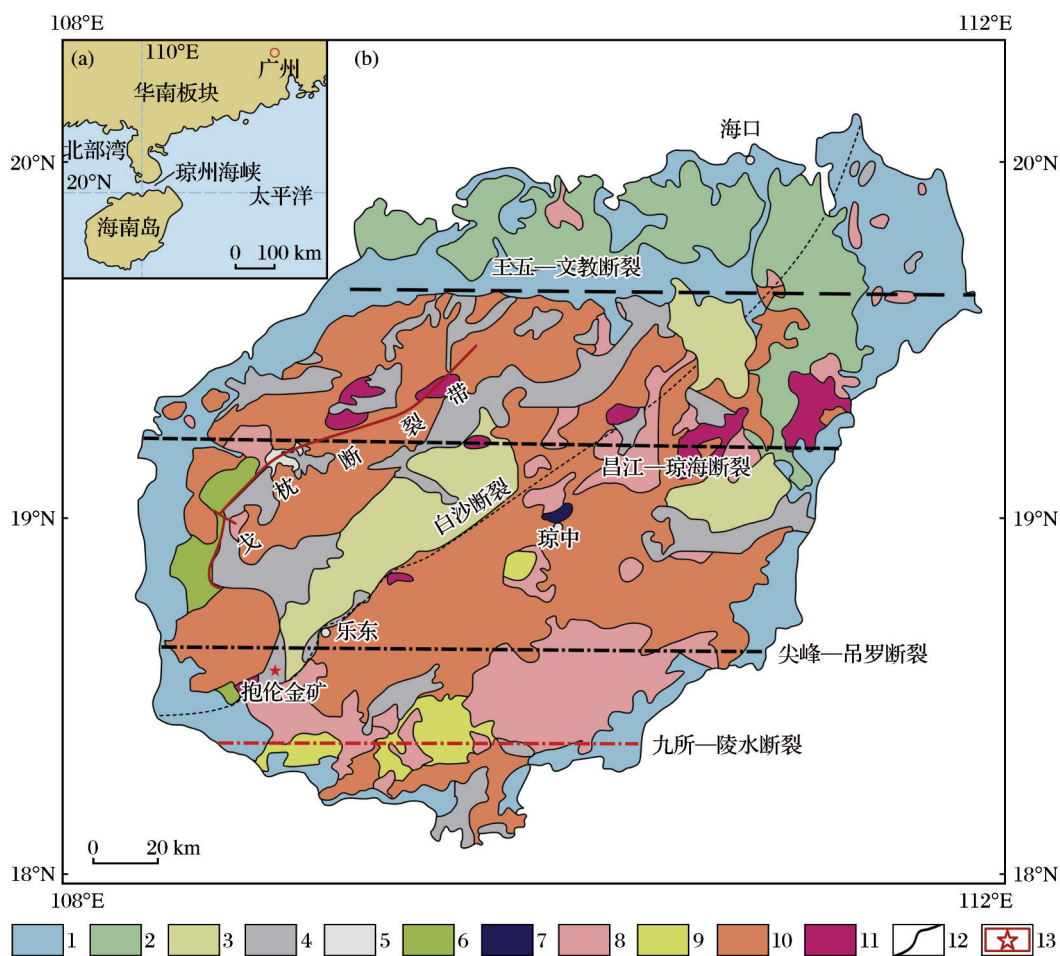 108°E
112°E
(a)
110°E
广州
华南板块
北部湾
20°N
琼州海峡
太平洋
海南岛
0 100 km
(b)
海口
20°N
20°N
王五—文教断裂
戈枕断裂带
昌江—琼海断裂
白沙断裂
19°N
19°N
琼中
乐东
尖峰—吊罗断裂
抱伦金矿
九所—陵水断裂
0 20 km
18°N
18°N
108°E
112°E
1 2 3 4 5 6 7 8 9 10 11 12 13